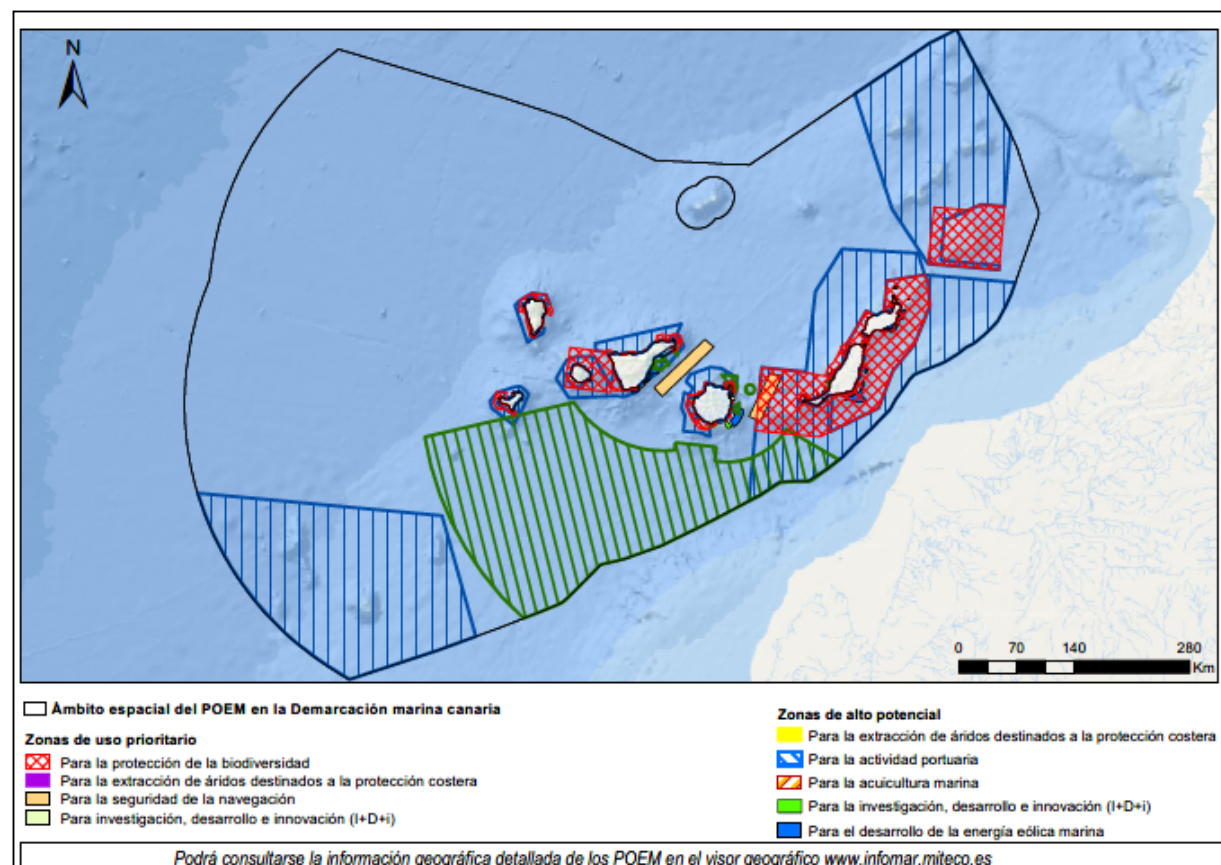 N
0 70 140 280
Km
Ámbito espacial del POEM en la Demarcación marina canaria
Zonas de uso prioritario
Para la protección de la biodiversidad
Para la extracción de áridos destinados a la protección costera
Para la seguridad de la navegación
Para investigación, desarrollo e innovación (I+D+i)
Zonas de alto potencial
Para la extracción de áridos destinados a la protección costera
Para la actividad portuaria
Para la acuicultura marina
Para la investigación, desarrollo e innovación (I+D+i)
Para el desarrollo de la energía eólica marina
Podrá consultarse la información geográfica detallada de los POEM en el visor geográfico www.infomar.miteco.es